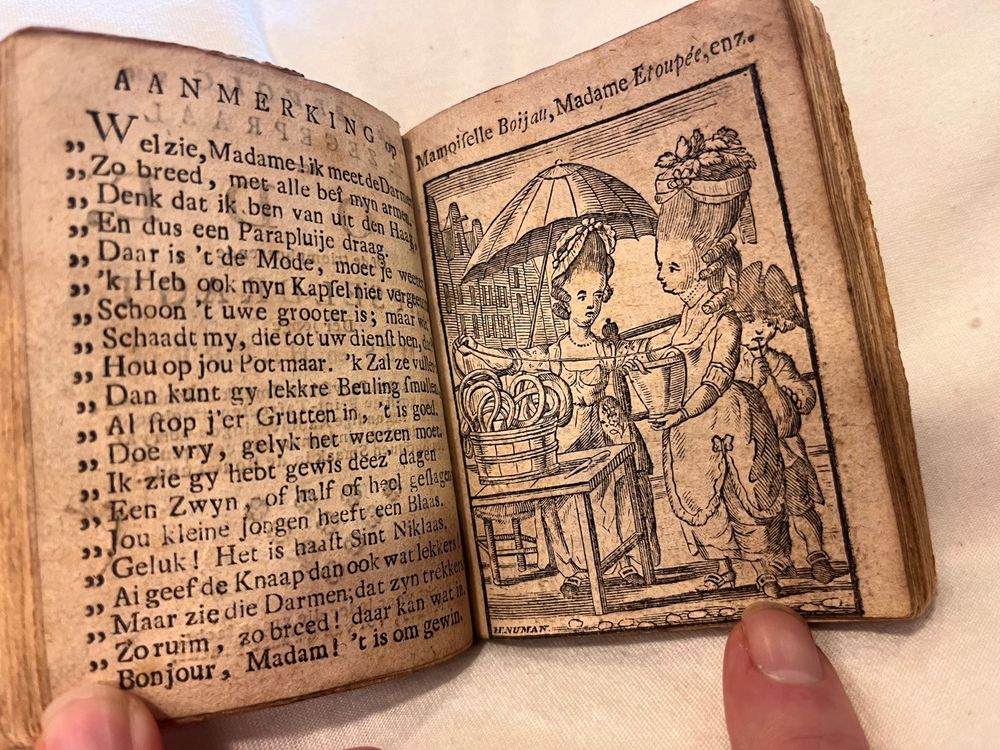 AANMERKING op
„ Welzie, Madame! ik meet de Darmen
„ Zo breed, met alle bei myn armen,
„ Denk dat ik ben van uit den Haag,
„ En dus een Parapluije draag.
„ Daar is 't de Mode, moet je weeten
„ 'k Heb ook myn Kapſel niet vergeeten
„ Schoon 't uwe grooter is; maar
„ Schaadt my, die tot uw dienſt ben,
„ Hou op jou Pot maar. 'k Zal ze vullen
„ Dan kunt gy lekkre Beuling ſmullen
„ Al ſtop j'er Grutten in, 't is goed.
„ Doe vry, gelyk het weezen moet.
„ Ik zie gy hebt gewis deez' dagen
„ Een Zwyn, of half of heel geſlagen
„ Jou kleine Jongen heeft een Blaas.
„ Geluk! Het is haaſt Sint Niklaas,
„ Ai geef de Knaap dan ook wat lekkers
„ Maar zie die Darmen; dat zyn trekkers
„ Zo ruim, zo breed! daar kan wat in.
„ Bonjour, Madam! 't is om gewin.
Mamoiſelle Boijau, Madame Etoupée, enz.
H.NUMAN.